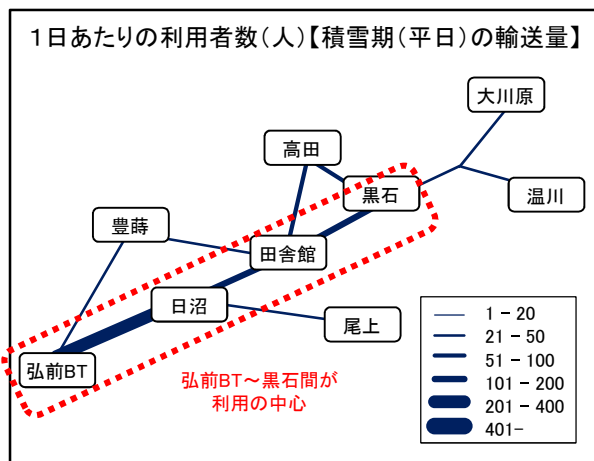 1日あたりの利用者数(人)【積雪期(平日)の輸送量】
大川原
高田
黒石
温川
豊蒔
田舎館
日沼
尾上
弘前BT
弘前BT~黒石間が
利用の中心
1-20
21-50
51-100
101-200
201-400
401-